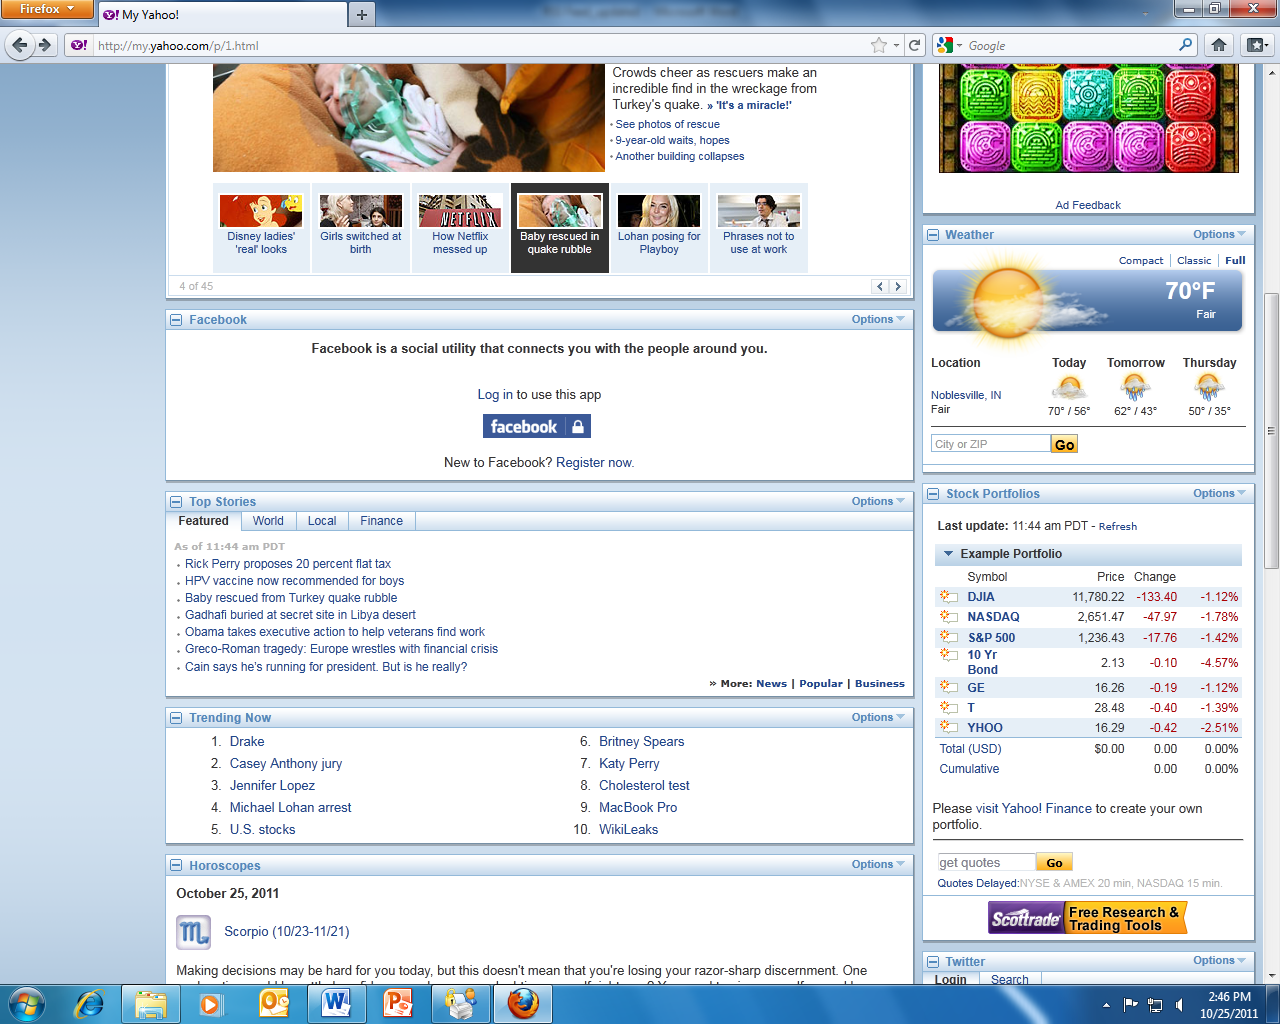 Firefox
My Yahoo!
http://my.yahoo.com/p/1.html
Google
Crowds cheer as rescuers make an
incredible find in the wreckage from
Turkey's quake. » 'It's a miracle!'
• See photos of rescue
• 9-year-old waits, hopes
• Another building collapses
Disney ladies'
'real' looks
Girls switched at
birth
NETFLIX
How Netflix
messed up
Baby rescued in
quake rubble
Lohan posing for
Playboy
Phrases not to
use at work
4 of 45
Facebook
Options
Facebook is a social utility that connects you with the people around you.
Log in to use this app
facebook
New to Facebook? Register now.
Top Stories
Options
Featured
World
Local
Finance
As of 11:44 am PDT
• Rick Perry proposes 20 percent flat tax
• HPV vaccine now recommended for boys
• Baby rescued from Turkey quake rubble
• Gadhafi buried at secret site in Libya desert
• Obama takes executive action to help veterans find work
• Greco-Roman tragedy: Europe wrestles with financial crisis
• Cain says he's running for president. But is he really?
» More: News | Popular | Business
Trending Now
Options
1. Drake
2. Casey Anthony jury
3. Jennifer Lopez
4. Michael Lohan arrest
5. U.S. stocks
6. Britney Spears
7. Katy Perry
8. Cholesterol test
9. MacBook Pro
10. WikiLeaks
Horoscopes
Options
October 25, 2011
Scorpio (10/23-11/21)
Making decisions may be hard for you today, but this doesn't mean that you're losing your razor-sharp discernment. One
Ad Feedback
Weather
Options
Compact | Classic | Full
70°F
Fair
Location Today Tomorrow Thursday
Noblesville, IN
Fair
70° / 56° 62° / 43° 50° / 35°
City or ZIP
Go
Stock Portfolios
Options
Last update: 11:44 am PDT - Refresh
Example Portfolio
Symbol Price Change
DJIA 11,780.22 -133.40 -1.12%
NASDAQ 2,651.47 -47.97 -1.78%
S&P 500 1,236.43 -17.76 -1.42%
10 Yr
Bond 2.13 -0.10 -4.57%
GE 16.26 -0.19 -1.12%
T 28.48 -0.40 -1.39%
YHOO 16.29 -0.42 -2.51%
Total (USD) $0.00 0.00 0.00%
Cumulative 0.00 0.00%
Please visit Yahoo! Finance to create your own
portfolio.
get quotes
Go
Quotes Delayed:NYSE & AMEX 20 min, NASDAQ 15 min.
Scottrade
Free Research &
Trading Tools
Twitter
Options
Login
Search
2:46 PM
10/25/2011